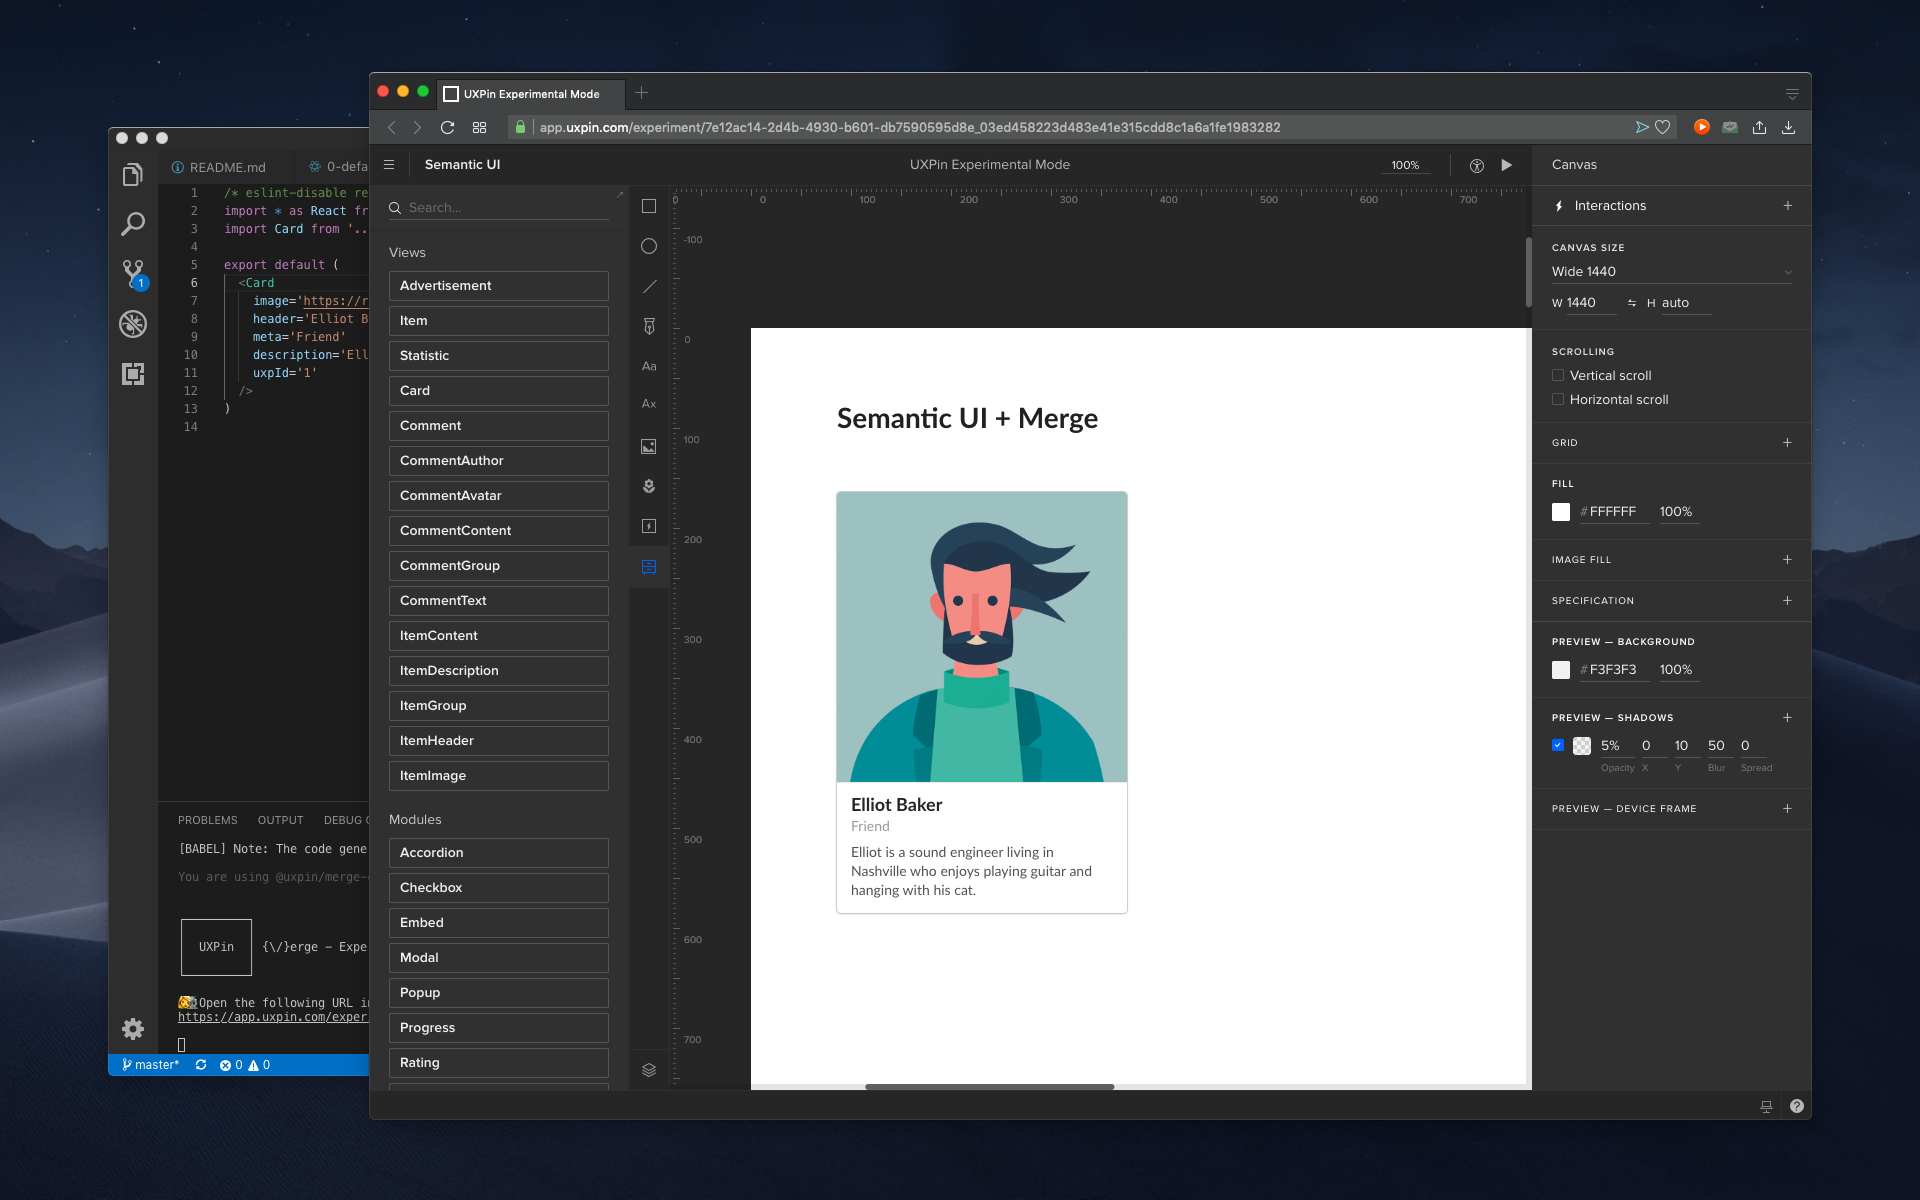 README.md
0-defa
1 /* eslint-disable re
2 import * as React fr
3 import Card from '..
4
5 export default (
6 <Card
7 image='https://r
8 header='Elliot B
9 meta='Friend'
10 description='Ell
11 uxpId='1'
12 />
13 )
14
1
PROBLEMS OUTPUT DEBUG C
[BABEL] Note: The code gene
You are using @uxpin/merge-
UXPin {\/}erge - Expe
Open the following URL in
https://app.uxpin.com/exper
master* 0 0
UXPin Experimental Mode
app.uxpin.com/experiment/7e12ac14-2d4b-4930-b601-db7590595d8e_03ed458223d483e41e315cdd8c1a6a1fe1983282
Semantic UI
UXPin Experimental Mode
100%
Search...
Views
Advertisement
Item
Statistic
Card
Comment
CommentAuthor
CommentAvatar
CommentContent
CommentGroup
CommentText
ItemContent
ItemDescription
ItemGroup
ItemHeader
ItemImage
Modules
Accordion
Checkbox
Embed
Modal
Popup
Progress
Rating
Aa
Ax
0 0 100 200 300 400 500 600 700
-100
0
100
200
300
400
500
600
700
Semantic UI + Merge
Elliot Baker
Friend
Elliot is a sound engineer living in
Nashville who enjoys playing guitar and
hanging with his cat.
Canvas
Interactions +
CANVAS SIZE
Wide 1440
W 1440 H auto
SCROLLING
Vertical scroll
Horizontal scroll
GRID +
FILL
# FFFFFF 100%
IMAGE FILL +
SPECIFICATION +
PREVIEW — BACKGROUND
# F3F3F3 100%
PREVIEW — SHADOWS +
5% 0 10 50 0
Opacity X Y Blur Spread
PREVIEW — DEVICE FRAME +
?